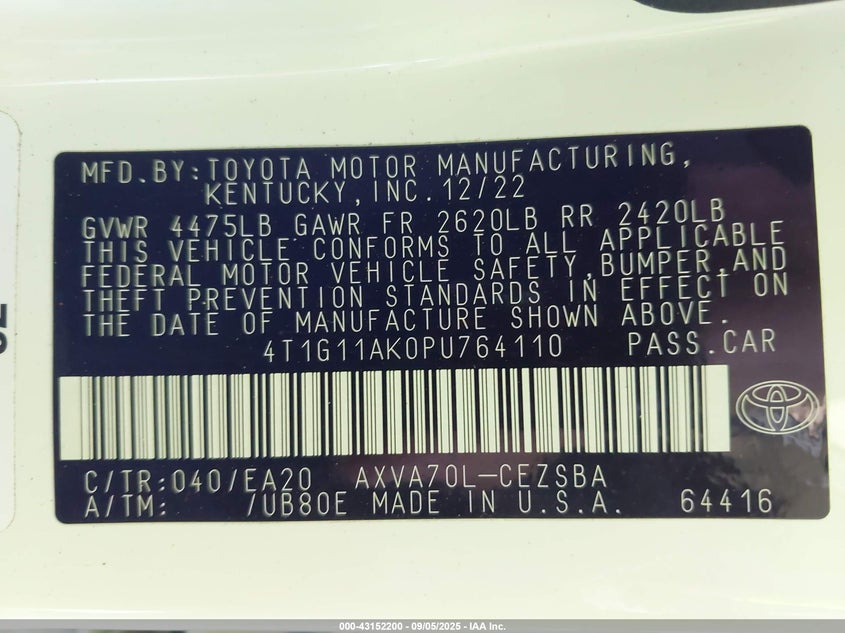 MFD.BY:TOYOTA MOTOR MANUFACTURING,
KENTUCKY,INC.12/22
GVWR 4475LB GAWR FR 2620LB RR 2420LB
THIS VEHICLE CONFORMS TO ALL APPLICABLE
FEDERAL MOTOR VEHICLE SAFETY,BUMPER,AND
THEFT PREVENTION STANDARDS IN EFFECT ON
THE DATE OF MANUFACTURE SHOWN ABOVE.
4T1G11AK0PU764110 PASS.CAR
C/TR:040/EA20 AXVA70L-CEZSBA
A/TM: /UB80E MADE IN U.S.A. 64416
000-43152200 - 09/05/2025 - IAA Inc.